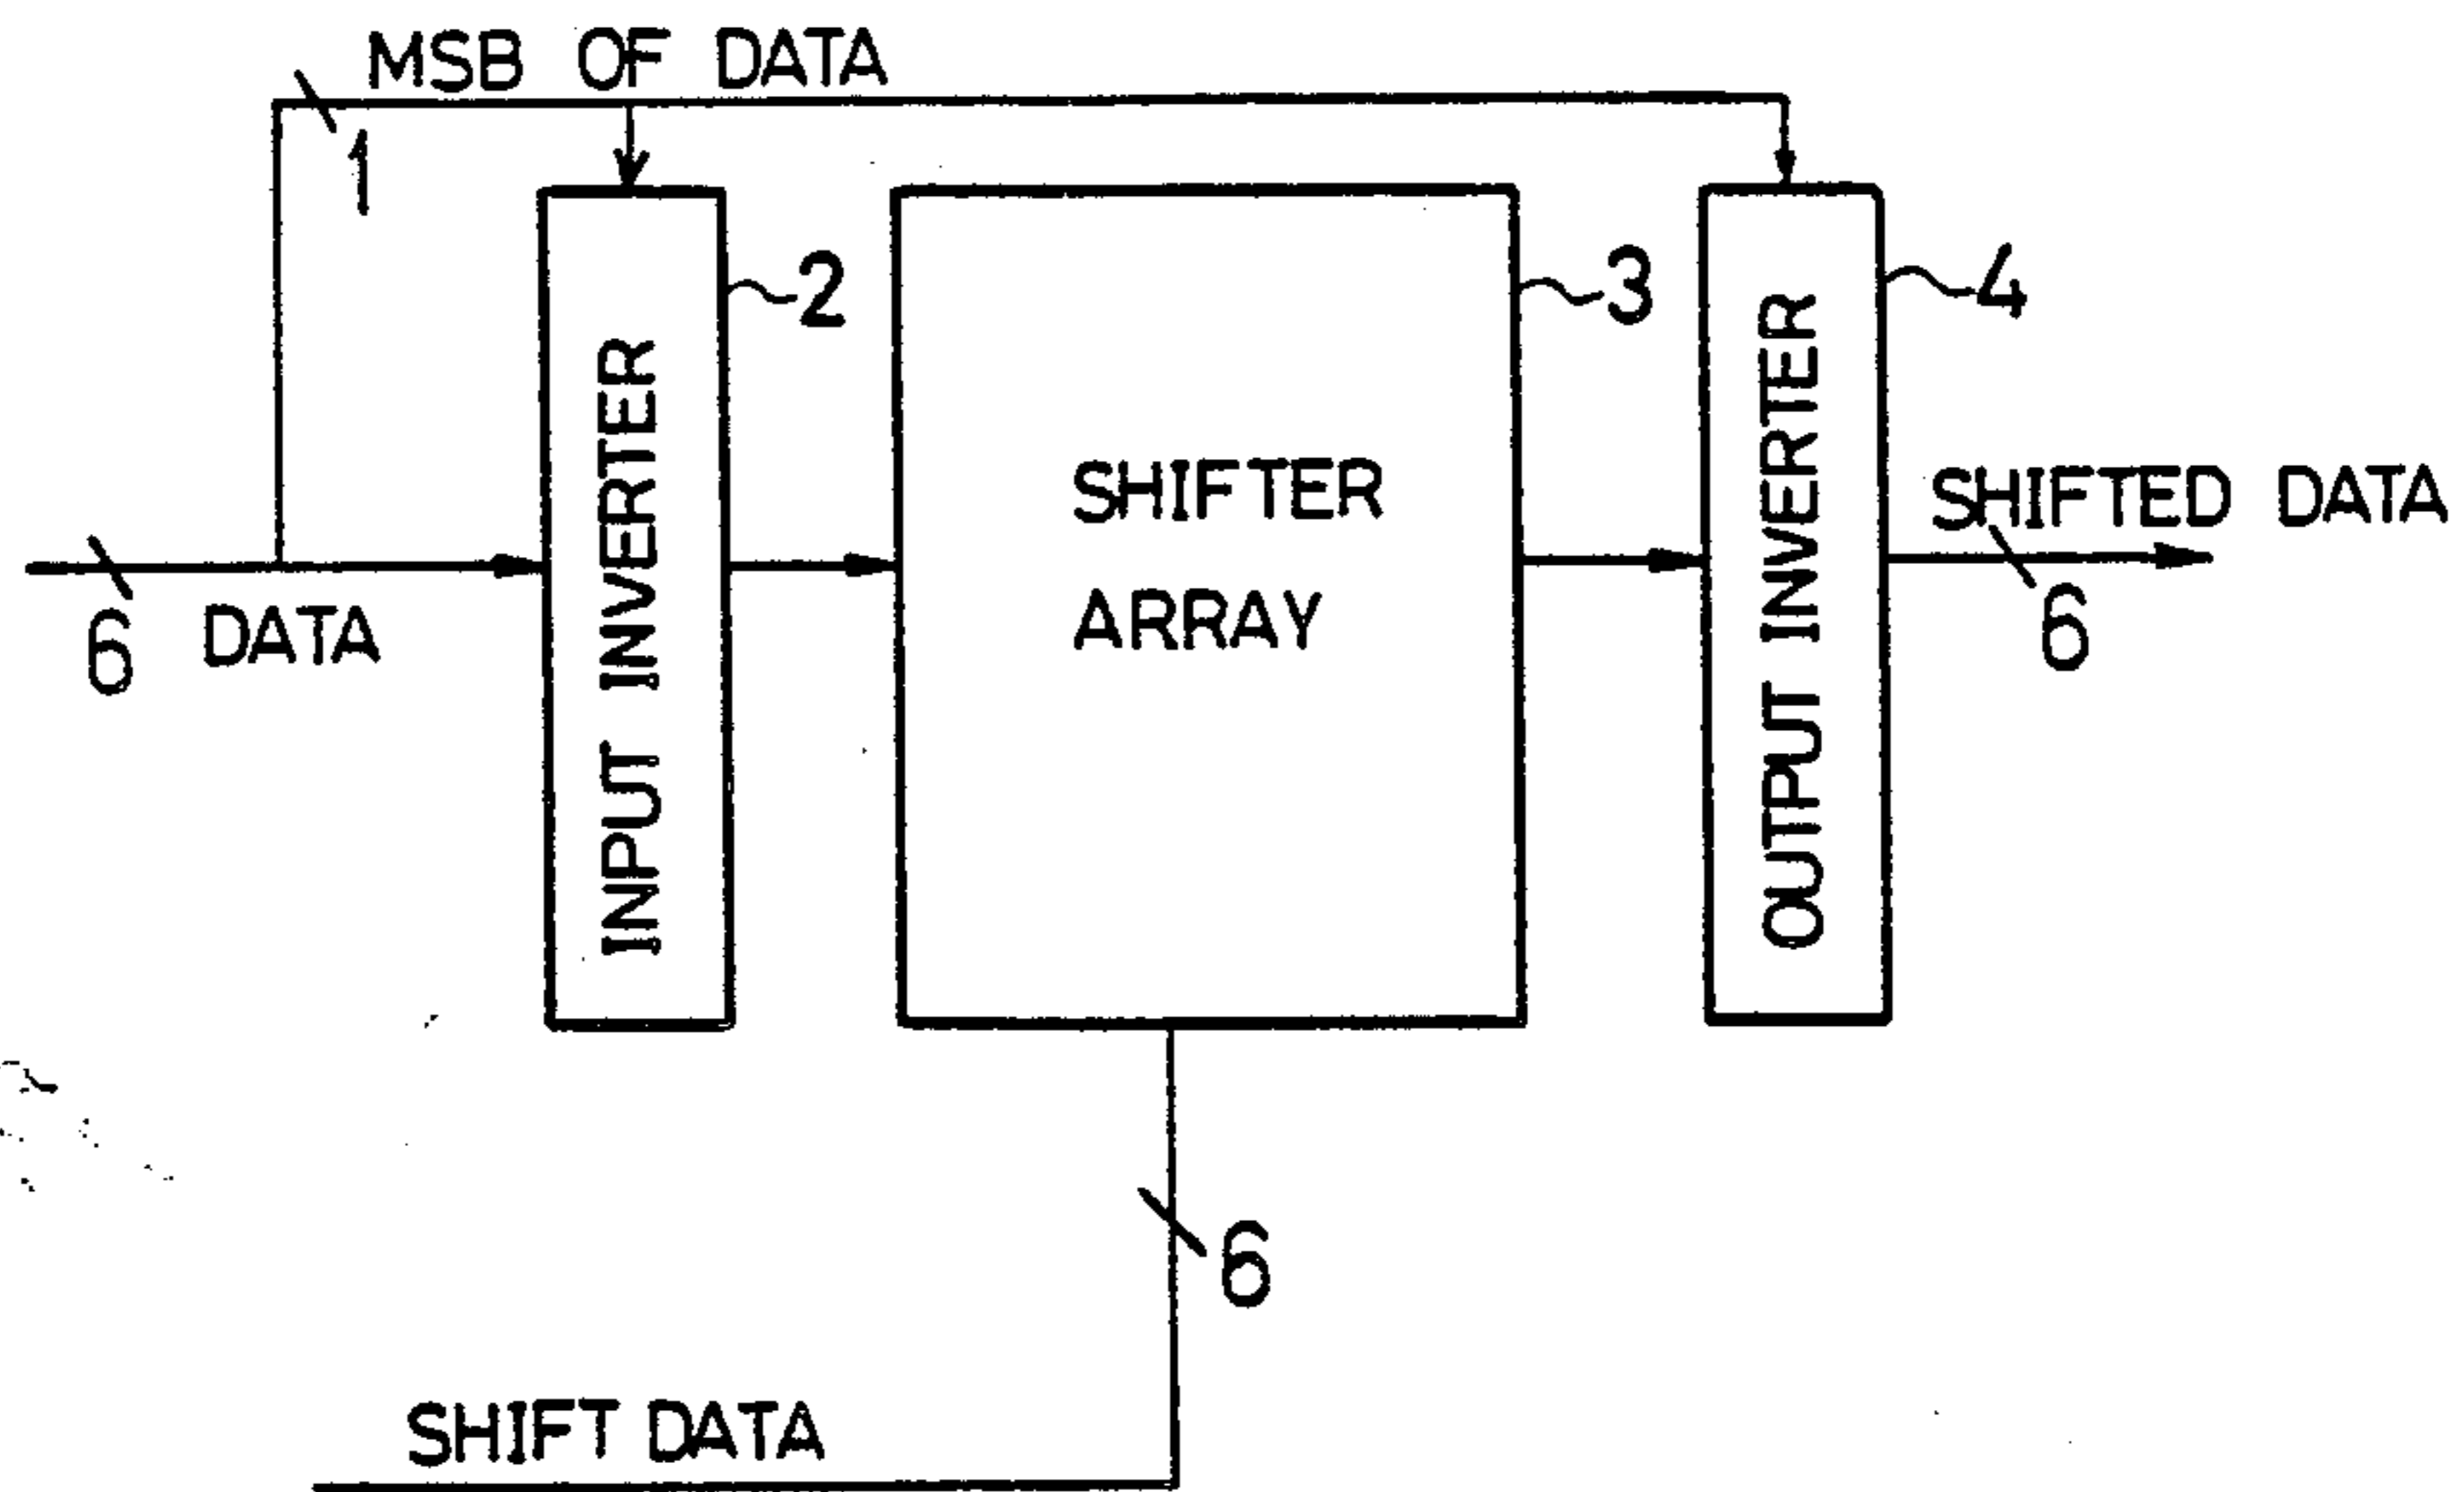 MSB OF DATA
1
2
3
4
INPUT INVERTER
SHIFTER
ARRAY
OUTPUT INVERTER
SHIFTED DATA
6
6
DATA
6
SHIFT DATA